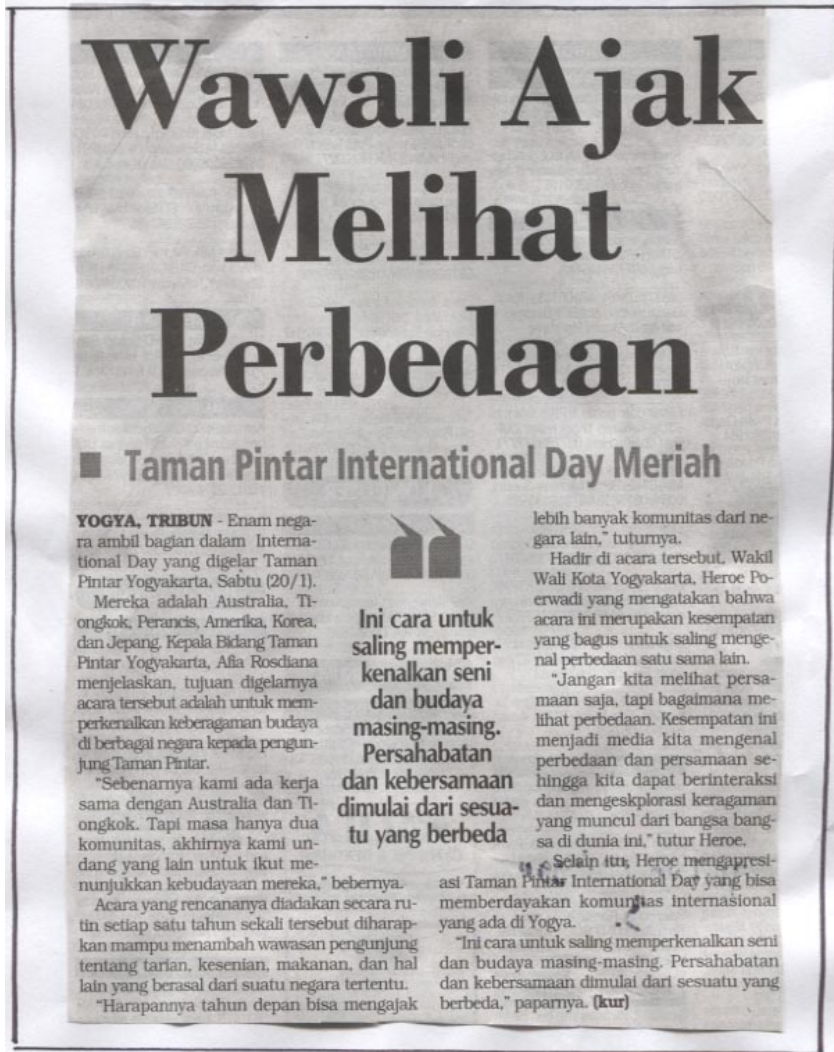 Wawali Ajak
Melihat
Perbedaan
Taman Pintar International Day Meriah
YOGYA, TRIBUN - Enam nega-
ra ambil bagian dalam Interna-
tional Day yang digelar Taman
Pintar Yogyakarta, Sabtu (20/1).
Mereka adalah Australia, Ti-
ongkok, Perancis, Amerika, Korea,
dan Jepang. Kepala Bidang Taman
Pintar Yogyakarta, Afia Rosdiana
menjelaskan, tujuan digelarnya
acara tersebut adalah untuk mem-
perkenalkan keberagaman budaya
di berbagai negara kepada pengun-
jung Taman Pintar.
"Sebenarnya kami ada kerja
sama dengan Australia dan Ti-
ongkok. Tapi masa hanya dua
komunitas, akhirnya kami un-
dang yang lain untuk ikut me-
nunjukkan kebudayaan mereka," bebernya.
Acara yang rencananya diadakan secara ru-
tin setiap satu tahun sekali tersebut diharap-
kan mampu menambah wawasan pengunjung
tentang tarian, kesenian, makanan, dan hal
lain yang berasal dari suatu negara tertentu.
"Harapannya tahun depan bisa mengajak
Ini cara untuk
saling memper-
kenalkan seni
dan budaya
masing-masing.
Persahabatan
dan kebersamaan
dimulai dari sesua-
tu yang berbeda
lebih banyak komunitas dari ne-
gara lain," tuturnya.
Hadir di acara tersebut, Wakil
Wali Kota Yogyakarta, Heroe Po-
erwadi yang mengatakan bahwa
acara ini merupakan kesempatan
yang bagus untuk saling menge-
nal perbedaan satu sama lain.
"Jangan kita melihat persa-
maan saja, tapi bagaimana me-
lihat perbedaan. Kesempatan ini
menjadi media kita mengenal
perbedaan dan persamaan se-
hingga kita dapat berinteraksi
dan mengeskplorasi keragaman
yang muncul dari bangsa bang-
sa di dunia ini," tutur Heroe.
Selain itu, Heroe mengapresi-
asi Taman Pintar International Day yang bisa
memberdayakan komunitas internasional
yang ada di Yogya.
"Ini cara untuk saling memperkenalkan seni
dan budaya masing-masing. Persahabatan
dan kebersamaan dimulai dari sesuatu yang
berbeda," paparnya. (kur)